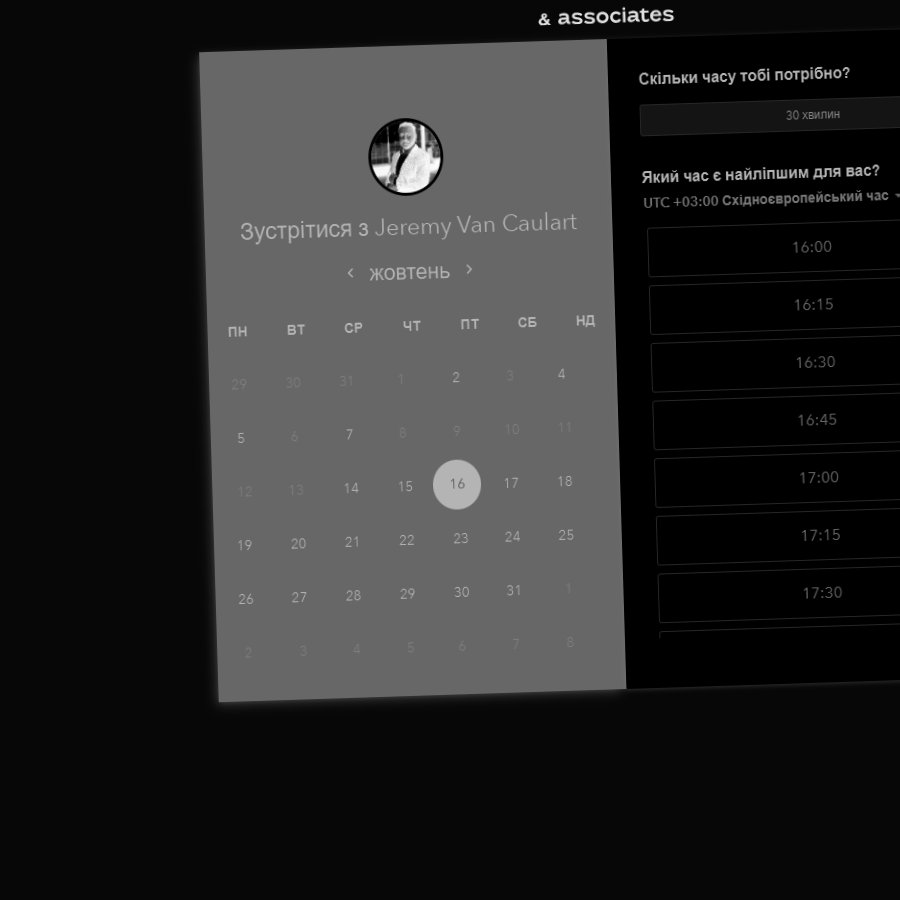 & associates
Зустрітися з Jeremy Van Caulart
‹ жовтень ›
ПН ВТ СР ЧТ ПТ СБ НД
29 30 31 1 2 3 4
5 6 7 8 9 10 11
12 13 14 15 16 17 18
19 20 21 22 23 24 25
26 27 28 29 30 31 1
2 3 4 5 6 7 8
Скільки часу тобі потрібно?
30 хвилин
Який час є найліпшим для вас?
UTC +03:00 Східноєвропейський час
16:00
16:15
16:30
16:45
17:00
17:15
17:30